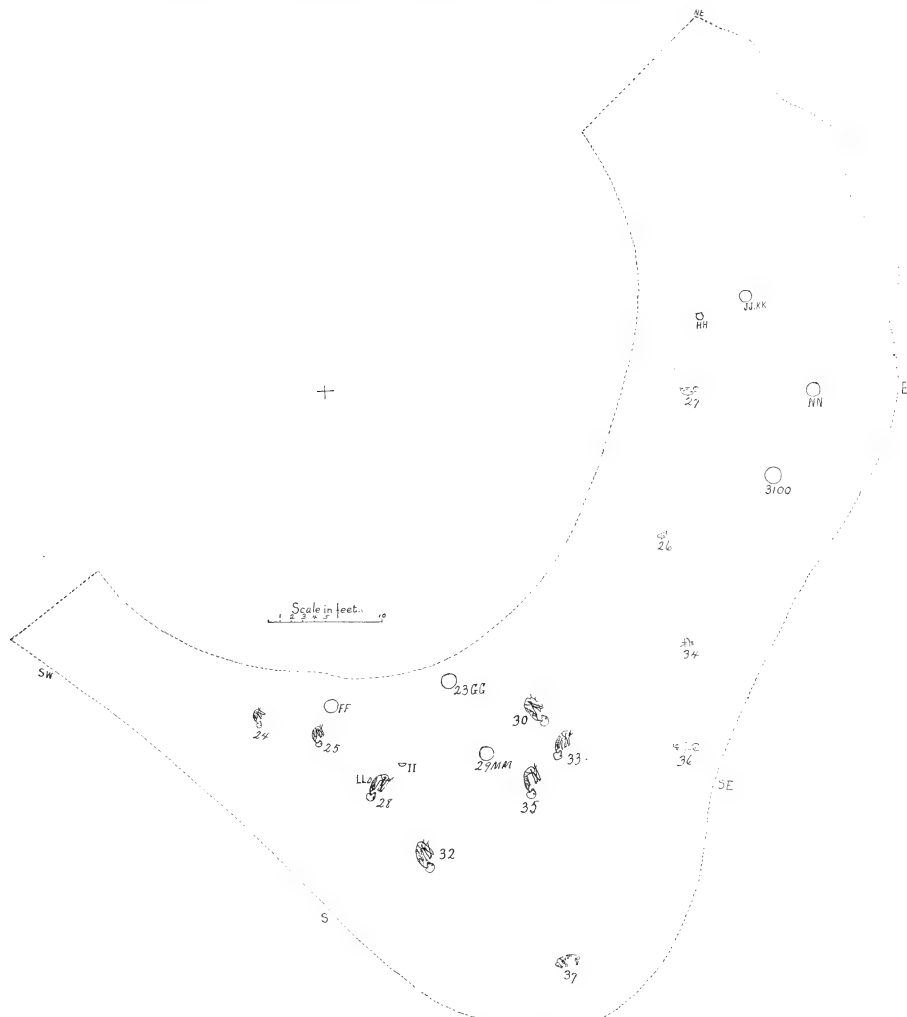 NE
JJ.KK
HH
E
27
NN
3100
26
Scale in feet.
1 2 3 4 5 10
34
SW
23GG
FF
30
24
25
33.
29MM
36
II
LL
SE
28
35
32
S
37